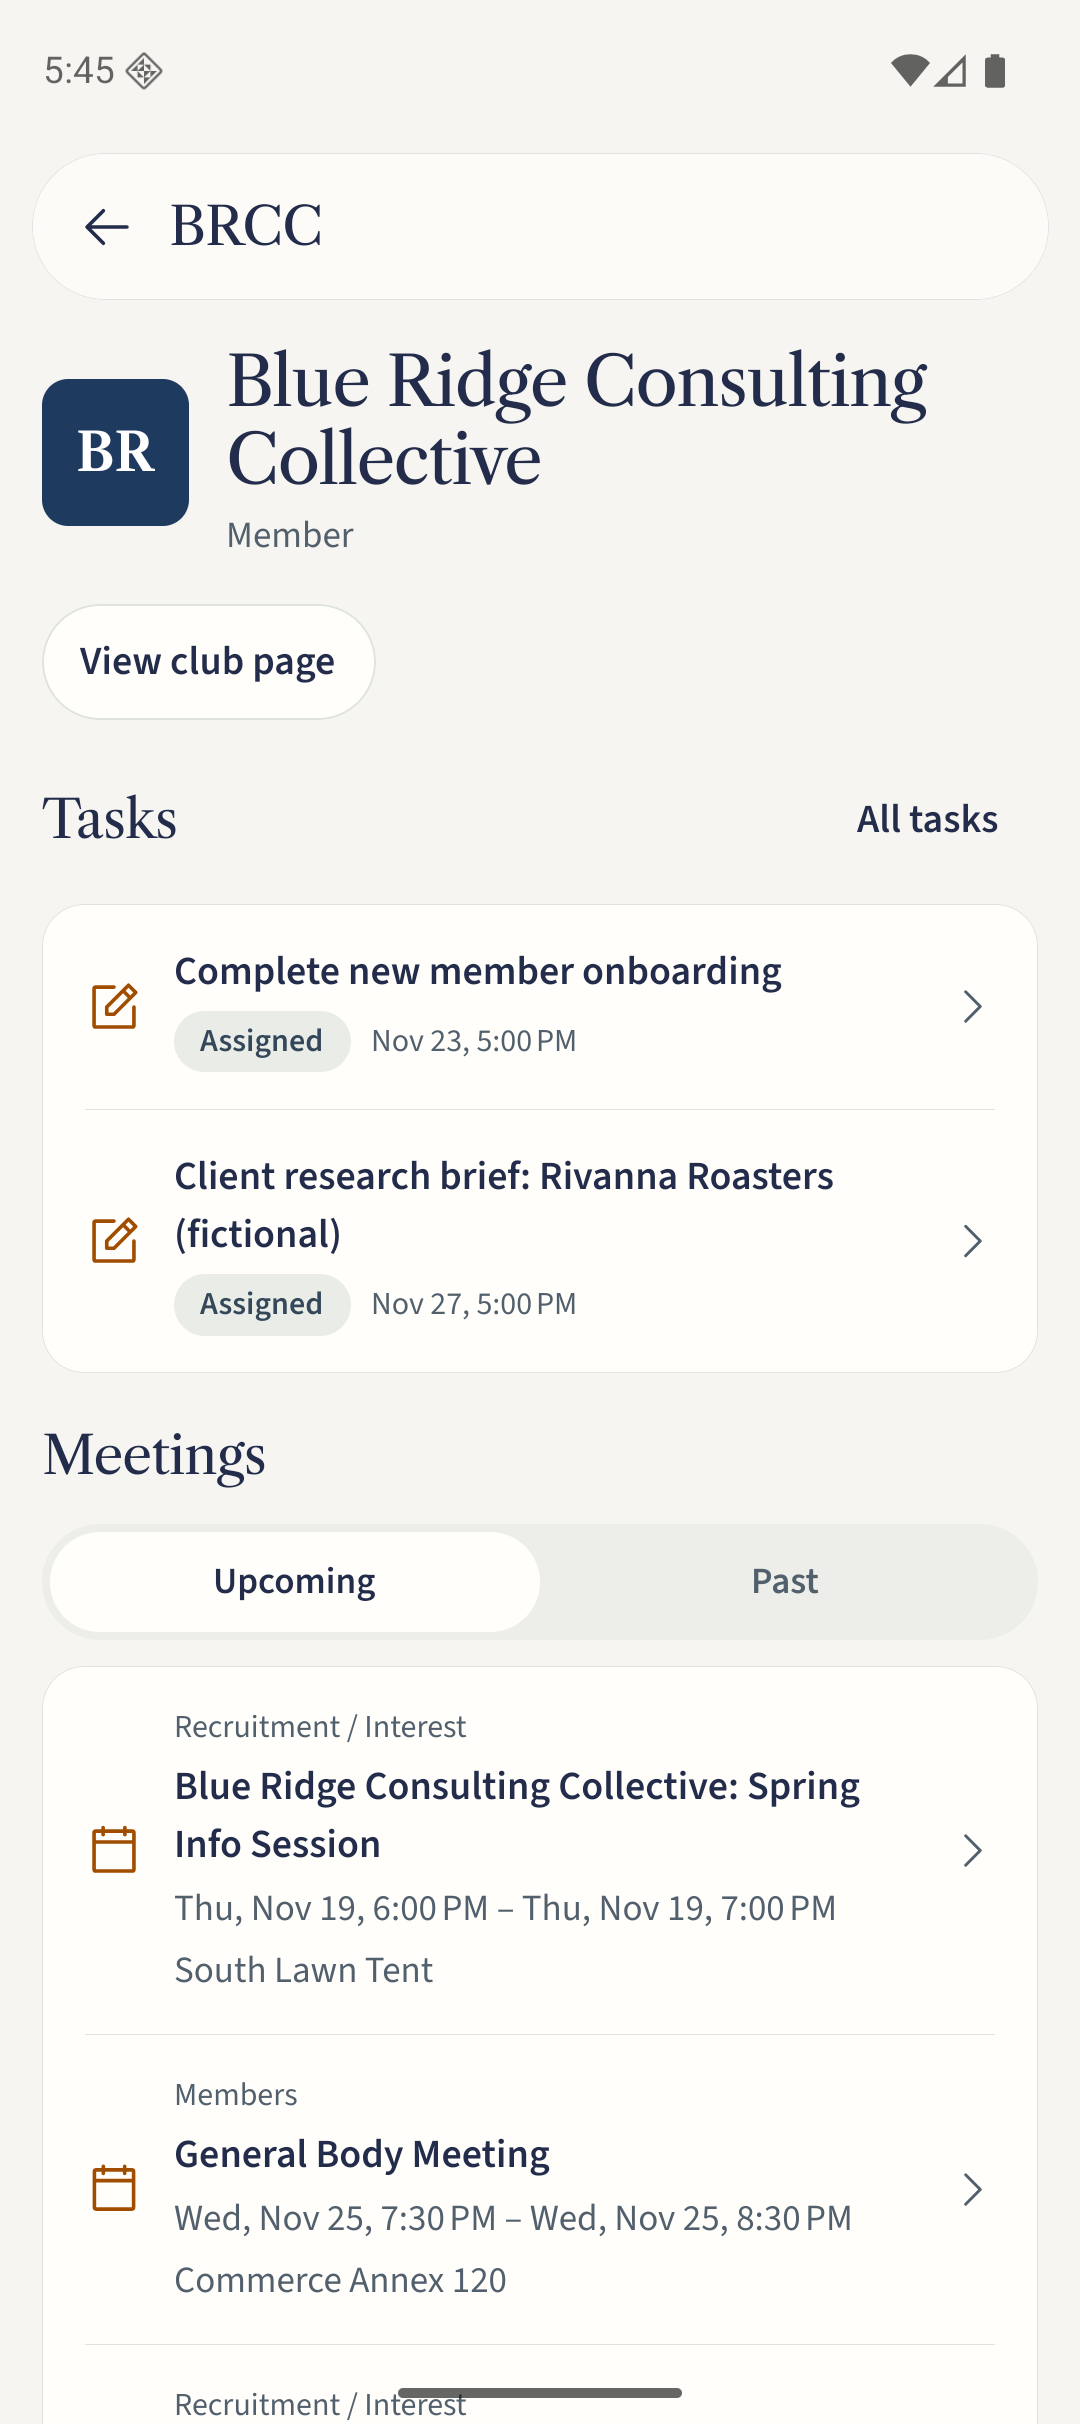 5:45
BRCC
BR
Blue Ridge Consulting
Collective
Member
View club page
Tasks
All tasks
Complete new member onboarding
Assigned
Nov 23, 5:00 PM
Client research brief: Rivanna Roasters
(fictional)
Assigned
Nov 27, 5:00 PM
Meetings
Upcoming
Past
Recruitment / Interest
Blue Ridge Consulting Collective: Spring
Info Session
Thu, Nov 19, 6:00 PM – Thu, Nov 19, 7:00 PM
South Lawn Tent
Members
General Body Meeting
Wed, Nov 25, 7:30 PM – Wed, Nov 25, 8:30 PM
Commerce Annex 120
Recruitment / Interest